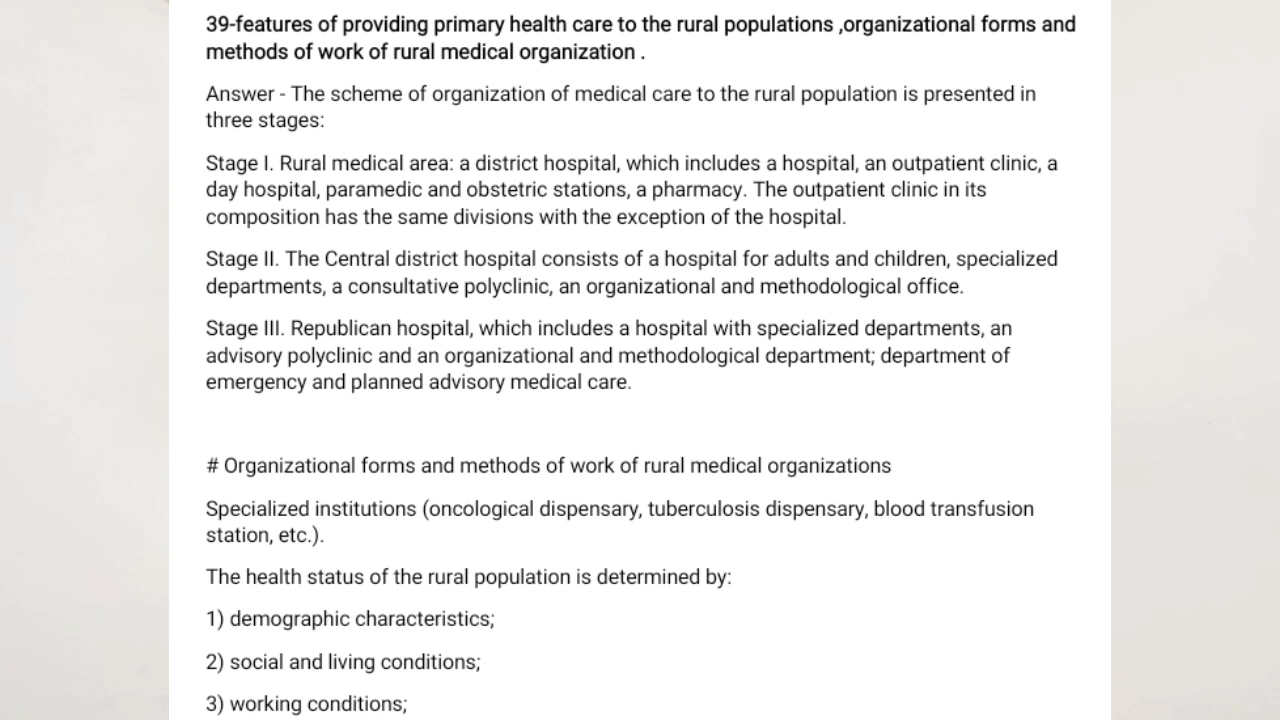 39-features of providing primary health care to the rural populations ,organizational forms and
methods of work of rural medical organization .
Answer - The scheme of organization of medical care to the rural population is presented in
three stages:
Stage I. Rural medical area: a district hospital, which includes a hospital, an outpatient clinic, a
day hospital, paramedic and obstetric stations, a pharmacy. The outpatient clinic in its
composition has the same divisions with the exception of the hospital.
Stage II. The Central district hospital consists of a hospital for adults and children, specialized
departments, a consultative polyclinic, an organizational and methodological office.
Stage III. Republican hospital, which includes a hospital with specialized departments, an
advisory polyclinic and an organizational and methodological department; department of
emergency and planned advisory medical care.
# Organizational forms and methods of work of rural medical organizations
Specialized institutions (oncological dispensary, tuberculosis dispensary, blood transfusion
station, etc.).
The health status of the rural population is determined by:
1) demographic characteristics;
2) social and living conditions;
3) working conditions;